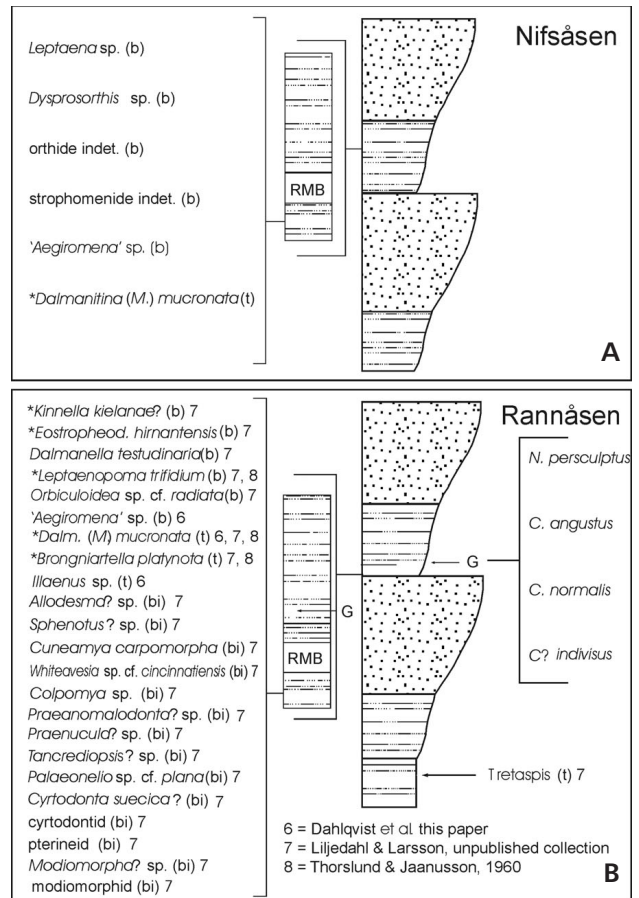 Nifsåsen
Leptaena sp. (b)
Dysprosorthis sp. (b)
orthide indet. (b)
strophomenide indet. (b)
'Aegiromena' sp. (b)
*Dalmanitina (M.) mucronata (t)
RMB
A
Rannåsen
*Kinnella kielanae? (b) 7
*Eostropheod. hirnantensis (b) 7
Dalmanella testudinaria(b) 7
*Leptaenopoma trifidium (b) 7, 8
Orbiculoidea sp. cf. radiata(b) 7
'Aegiromena' sp. (b) 6
*Dalm. (M.) mucronata (t) 6, 7, 8
*Brongniartella platynota (t) 7, 8
Illaenus sp. (t) 6
Allodesma? sp. (bi) 7
Sphenotus? sp. (bi) 7
Cuneamya carpomorpha (bi) 7
Whiteavesia sp. cf. cincinnatiensis (bi) 7
Colpomya sp. (bi) 7
Praeanomalodonta? sp. (bi) 7
Praenucula? sp. (bi) 7
Tancrediopsis? sp. (bi) 7
Palaeonelio sp. cf. plana(bi) 7
Cyrtodonta suecica? (bi) 7
cyrtodontid (bi) 7
pterineid (bi) 7
Modiomorpha? sp. (bi) 7
modiomorphid (bi) 7
G
RMB
G
N. persculptus
C. angustus
C. normalis
C? indivisus
Tretaspis (t) 7
6 = Dahlqvist et al. this paper
7 = Liljedahl & Larsson, unpublished collection
8 = Thorslund & Jaanusson, 1960
B